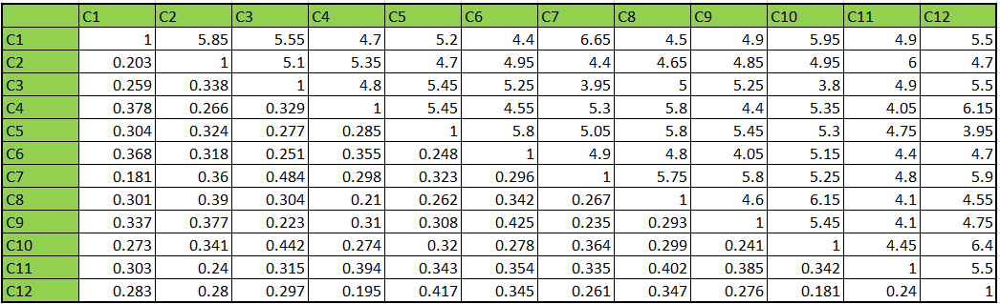 C1 C2 C3 C4 C5 C6 C7 C8 C9 C10 C11 C12
C1 1 5.85 5.55 4.7 5.2 4.4 6.65 4.5 4.9 5.95 4.9 5.5
C2 0.203 1 5.1 5.35 4.7 4.95 4.4 4.65 4.85 4.95 6 4.7
C3 0.259 0.338 1 4.8 5.45 5.25 3.95 5 5.25 3.8 4.9 5.5
C4 0.378 0.266 0.329 1 5.45 4.55 5.3 5.8 4.4 5.35 4.05 6.15
C5 0.304 0.324 0.277 0.285 1 5.8 5.05 5.8 5.45 5.3 4.75 3.95
C6 0.368 0.318 0.251 0.355 0.248 1 4.9 4.8 4.05 5.15 4.4 4.7
C7 0.181 0.36 0.484 0.298 0.323 0.296 1 5.75 5.8 5.25 4.8 5.9
C8 0.301 0.39 0.304 0.21 0.262 0.342 0.267 1 4.6 6.15 4.1 4.55
C9 0.337 0.377 0.223 0.31 0.308 0.425 0.235 0.293 1 5.45 4.1 4.75
C10 0.273 0.341 0.442 0.274 0.32 0.278 0.364 0.299 0.241 1 4.45 6.4
C11 0.303 0.24 0.315 0.394 0.343 0.354 0.335 0.402 0.385 0.342 1 5.5
C12 0.283 0.28 0.297 0.195 0.417 0.345 0.261 0.347 0.276 0.181 0.24 1